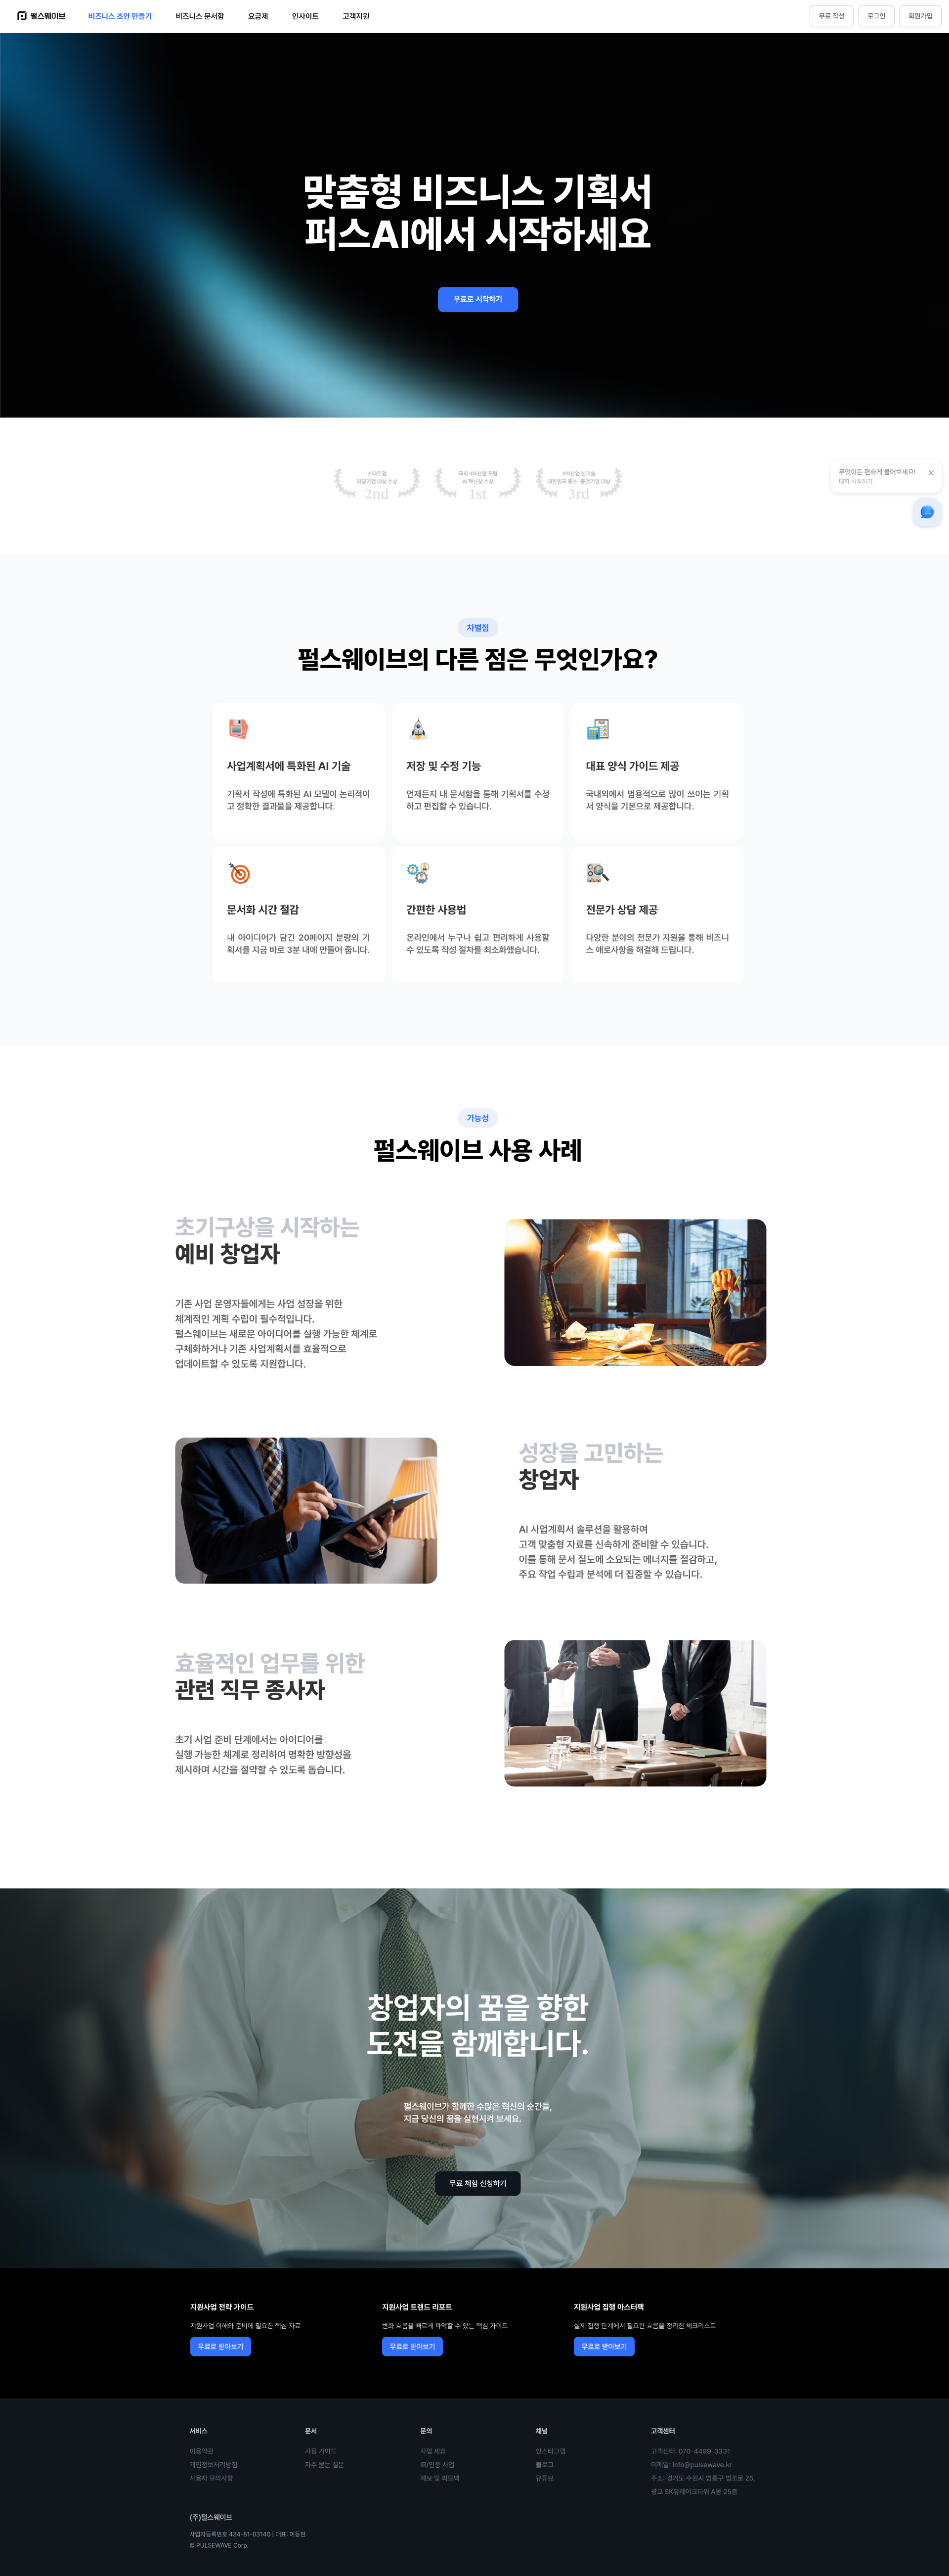 펄스웨이브
비즈니스 초안 만들기
비즈니스 문서함
요금제
인사이트
고객지원
무료 작성
로그인
회원가입
맞춤형 비즈니스 기획서
퍼스AI에서 시작하세요
무료로 시작하기
스타트업
리딩기업 대상 수상
2nd
국회 4차산업 포럼
AI 혁신상 수상
1st
4차산업 신기술
대한민국 중소·중견기업 대상
3rd
무엇이든 편하게 물어보세요!
대화 시작하기
차별점
펄스웨이브의 다른 점은 무엇인가요?
사업계획서에 특화된 AI 기술
기획서 작성에 특화된 AI 모델이 논리적이
고 정확한 결과물을 제공합니다.
저장 및 수정 기능
언제든지 내 문서함을 통해 기획서를 수정
하고 편집할 수 있습니다.
대표 양식 가이드 제공
국내외에서 범용적으로 많이 쓰이는 기획
서 양식을 기본으로 제공합니다.
문서화 시간 절감
내 아이디어가 담긴 20페이지 분량의 기
획서를 지금 바로 3분 내에 만들어 줍니다.
간편한 사용법
온라인에서 누구나 쉽고 편리하게 사용할
수 있도록 작성 절차를 최소화했습니다.
전문가 상담 제공
다양한 분야의 전문가 지원을 통해 비즈니
스 애로사항을 해결해 드립니다.
가능성
펄스웨이브 사용 사례
초기구상을 시작하는
예비 창업자
기존 사업 운영자들에게는 사업 성장을 위한
체계적인 계획 수립이 필수적입니다.
펄스웨이브는 새로운 아이디어를 실행 가능한 체계로
구체화하거나 기존 사업계획서를 효율적으로
업데이트할 수 있도록 지원합니다.
성장을 고민하는
창업자
AI 사업계획서 솔루션을 활용하여
고객 맞춤형 자료를 신속하게 준비할 수 있습니다.
이를 통해 문서 질도에 소요되는 에너지를 절감하고,
주요 작업 수립과 분석에 더 집중할 수 있습니다.
효율적인 업무를 위한
관련 직무 종사자
초기 사업 준비 단계에서는 아이디어를
실행 가능한 체계로 정리하여 명확한 방향성을
제시하며 시간을 절약할 수 있도록 돕습니다.
창업자의 꿈을 향한
도전을 함께합니다.
펄스웨이브가 함께한 수많은 혁신의 순간들,
지금 당신의 꿈을 실현시켜 보세요.
무료 체험 신청하기
지원사업 전략 가이드
지원사업 이해와 준비에 필요한 핵심 자료
무료로 받아보기
지원사업 트렌드 리포트
변화 흐름을 빠르게 파악할 수 있는 핵심 가이드
무료로 받아보기
지원사업 집행 마스터팩
실제 집행 단계에서 필요한 흐름을 정리한 체크리스트
무료로 받아보기
서비스
이용약관
개인정보처리방침
사용자 유의사항
문서
사용 가이드
자주 묻는 질문
문의
사업 제휴
IR/인증 사업
제보 및 피드백
채널
인스타그램
블로그
유튜브
고객센터
고객센터: 070-4499-3331
이메일: info@pulsewave.kr
주소: 경기도 수원시 영통구 법조로 25,
광교 SK뷰레이크타워 A동 25층
(주)펄스웨이브
사업자등록번호 434-81-03140 | 대표: 이동현
© PULSEWAVE Corp.